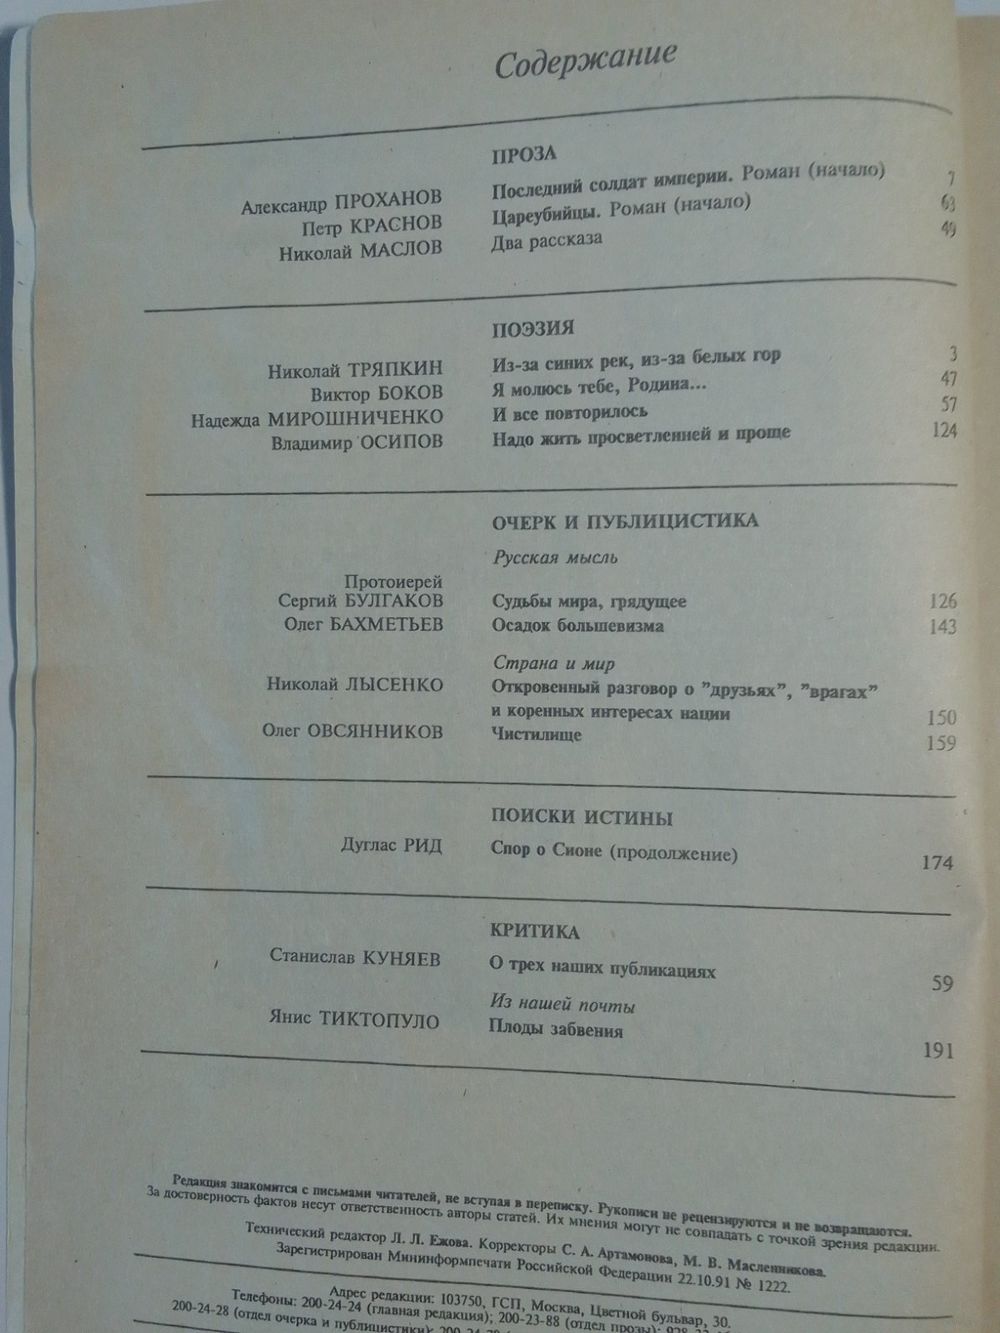 Содержание
ПРОЗА
Александр ПРОХАНОВ Последний солдат империи. Роман (начало) 7
Петр КРАСНОВ Цареубийцы. Роман (начало) 63
Николай МАСЛОВ Два рассказа 49
ПОЭЗИЯ
Николай ТРЯПКИН Из-за синих рек, из-за белых гор 3
Виктор БОКОВ Я молюсь тебе, Родина... 47
Надежда МИРОШНИЧЕНКО И все повторилось 57
Владимир ОСИПОВ Надо жить просветленней и проще 124
ОЧЕРК И ПУБЛИЦИСТИКА
Русская мысль
Протоиерей
Сергий БУЛГАКОВ Судьбы мира, грядущее 126
Олег БАХМЕТЬЕВ Осадок большевизма 143
Страна и мир
Николай ЛЫСЕНКО Откровенный разговор о "друзьях", "врагах"
и коренных интересах нации 150
Олег ОВСЯННИКОВ Чистилище 159
ПОИСКИ ИСТИНЫ
Дуглас РИД Спор о Сионе (продолжение) 174
КРИТИКА
Станислав КУНЯЕВ О трех наших публикациях 59
Из нашей почты
Янис ТИКТОПУЛО Плоды забвения 191
Редакция знакомится с письмами читателей, не вступая в переписку. Рукописи не рецензируются и не возвращаются.
За достоверность фактов несут ответственность авторы статей. Их мнения могут не совпадать с точкой зрения редакции.
Технический редактор Л. Л. Ежова. Корректоры С. А. Артамонова, М. В. Масленникова.
Зарегистрирован Мининформпечати Российской Федерации 22.10.91 № 1222.
Адрес редакции: 103750, ГСП, Москва, Цветной бульвар, 30.
Телефоны: 200-24-24 (главная редакция); 200-23-88 (отдел прозы);
200-24-28 (отдел очерка и публицистики);